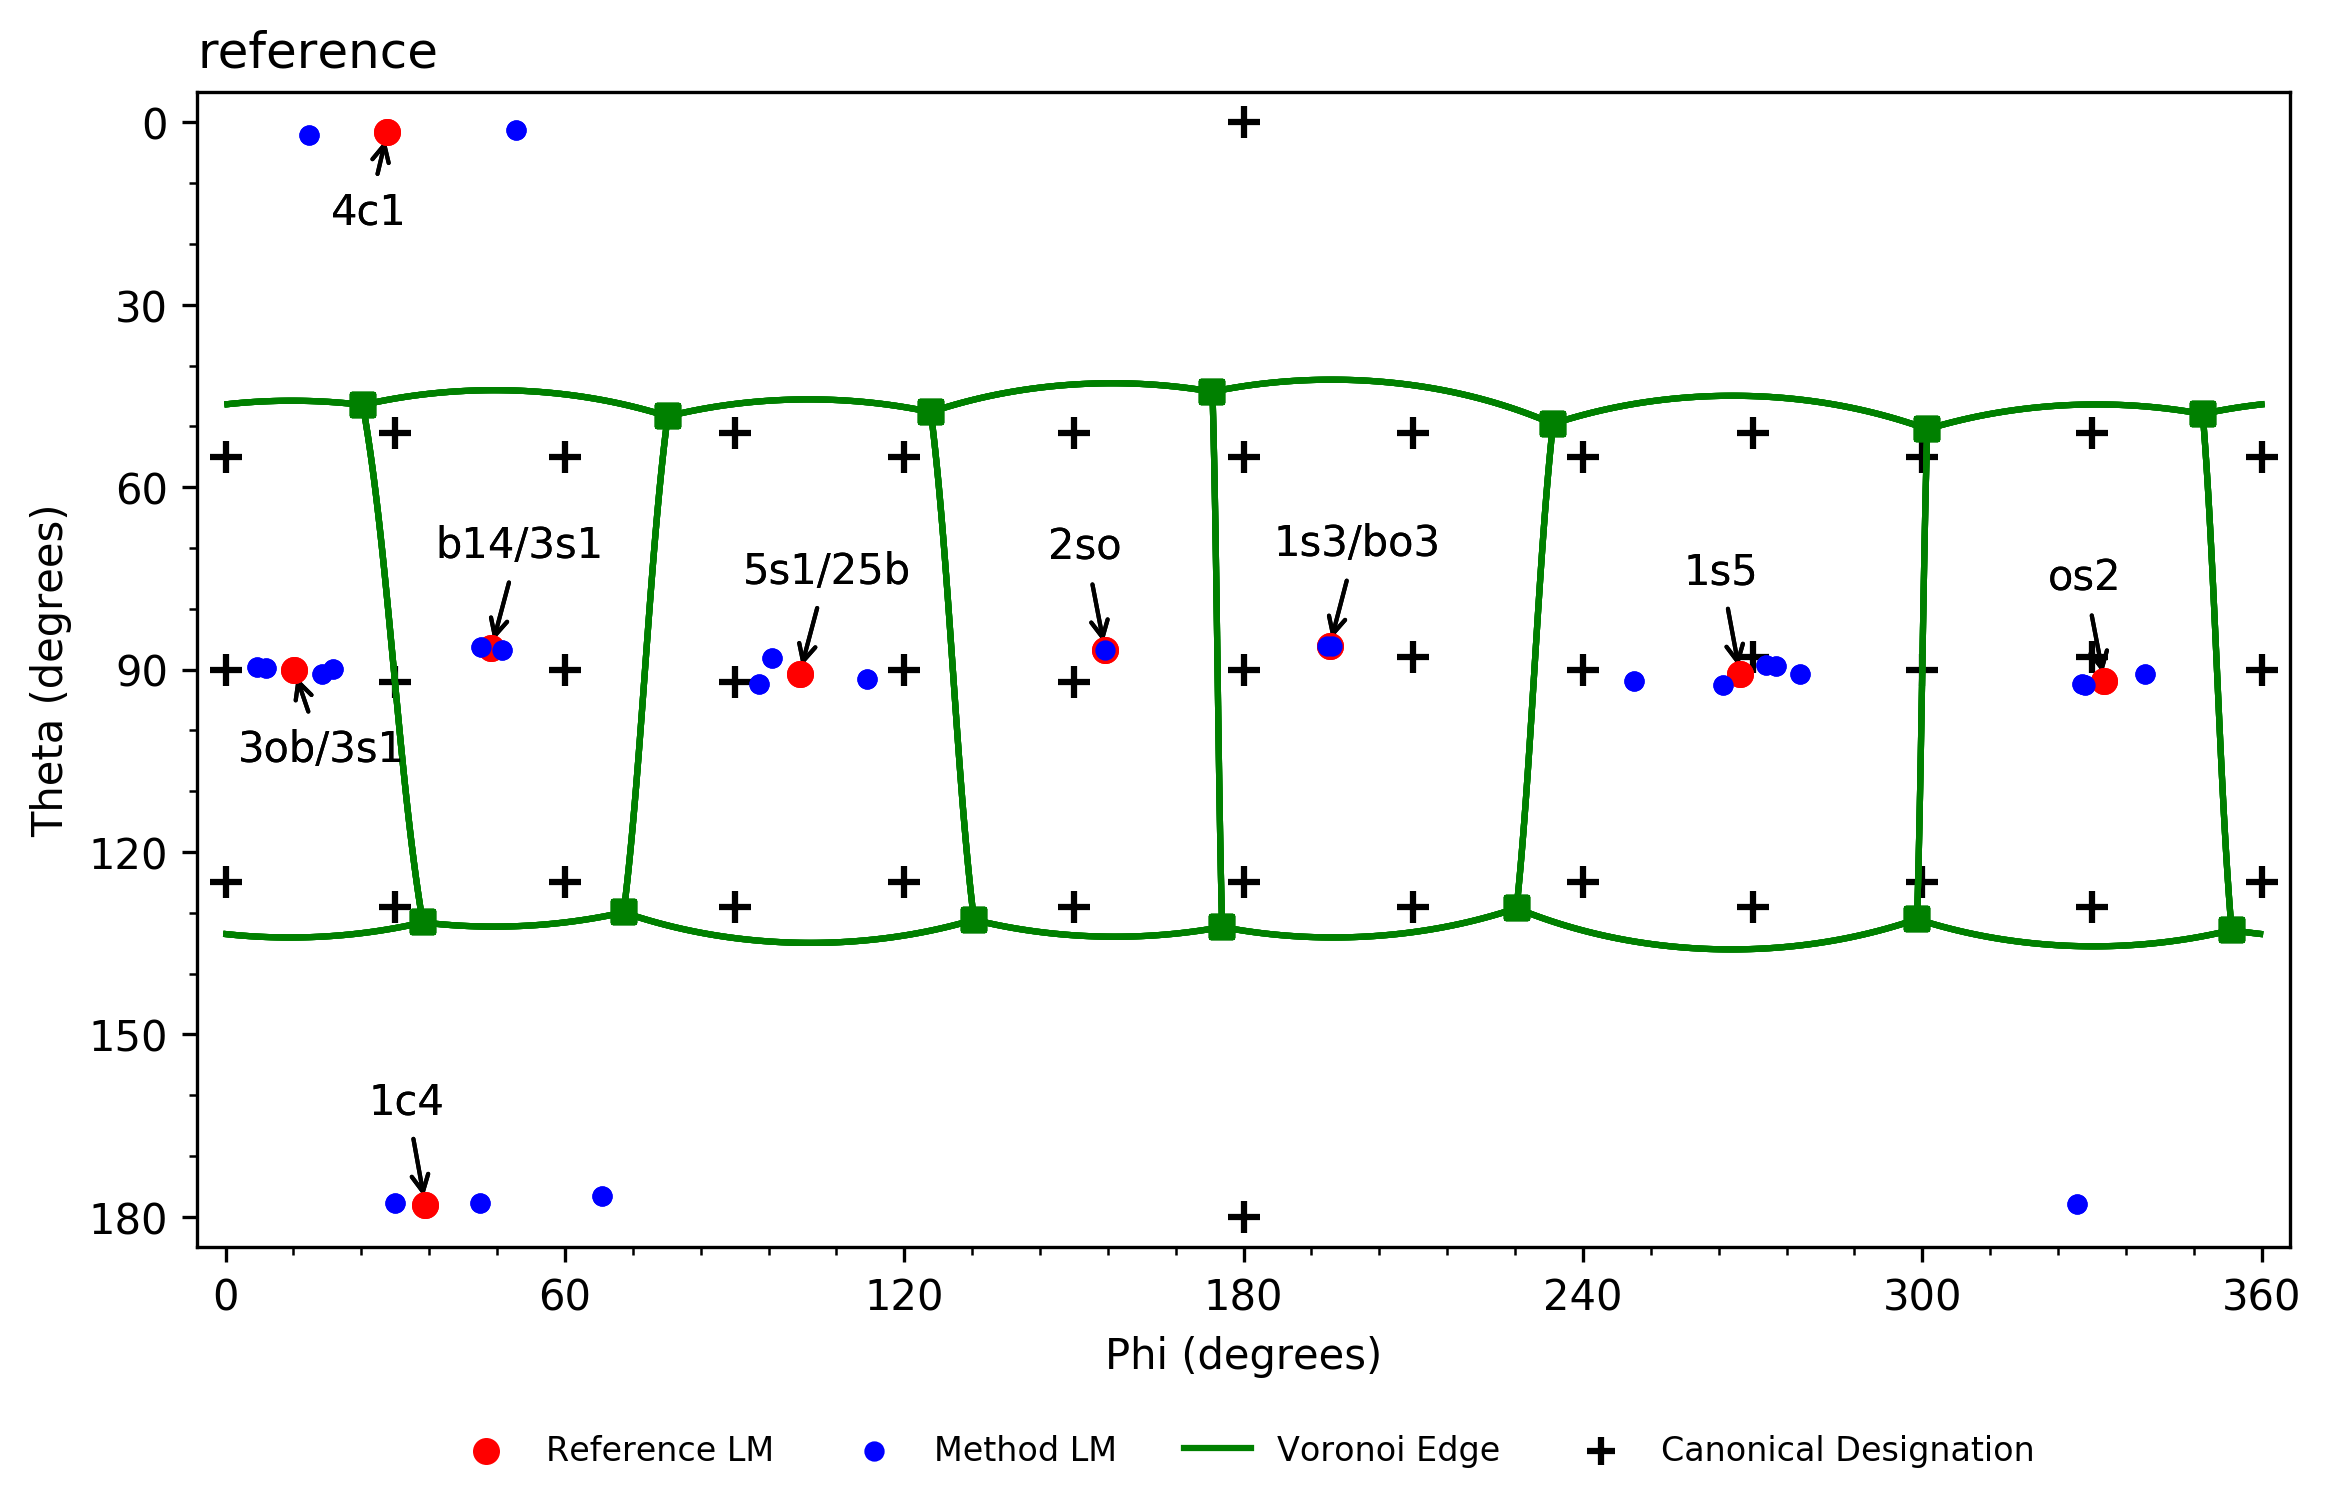 reference
0
30
60
90
120
150
180
Theta (degrees)
4c1
b14/3s1
5s1/25b
2so
1s3/bo3
1s5
os2
3ob/3s1
1c4
0 60 120 180 240 300 360
Phi (degrees)
Reference LM Method LM Voronoi Edge Canonical Designation